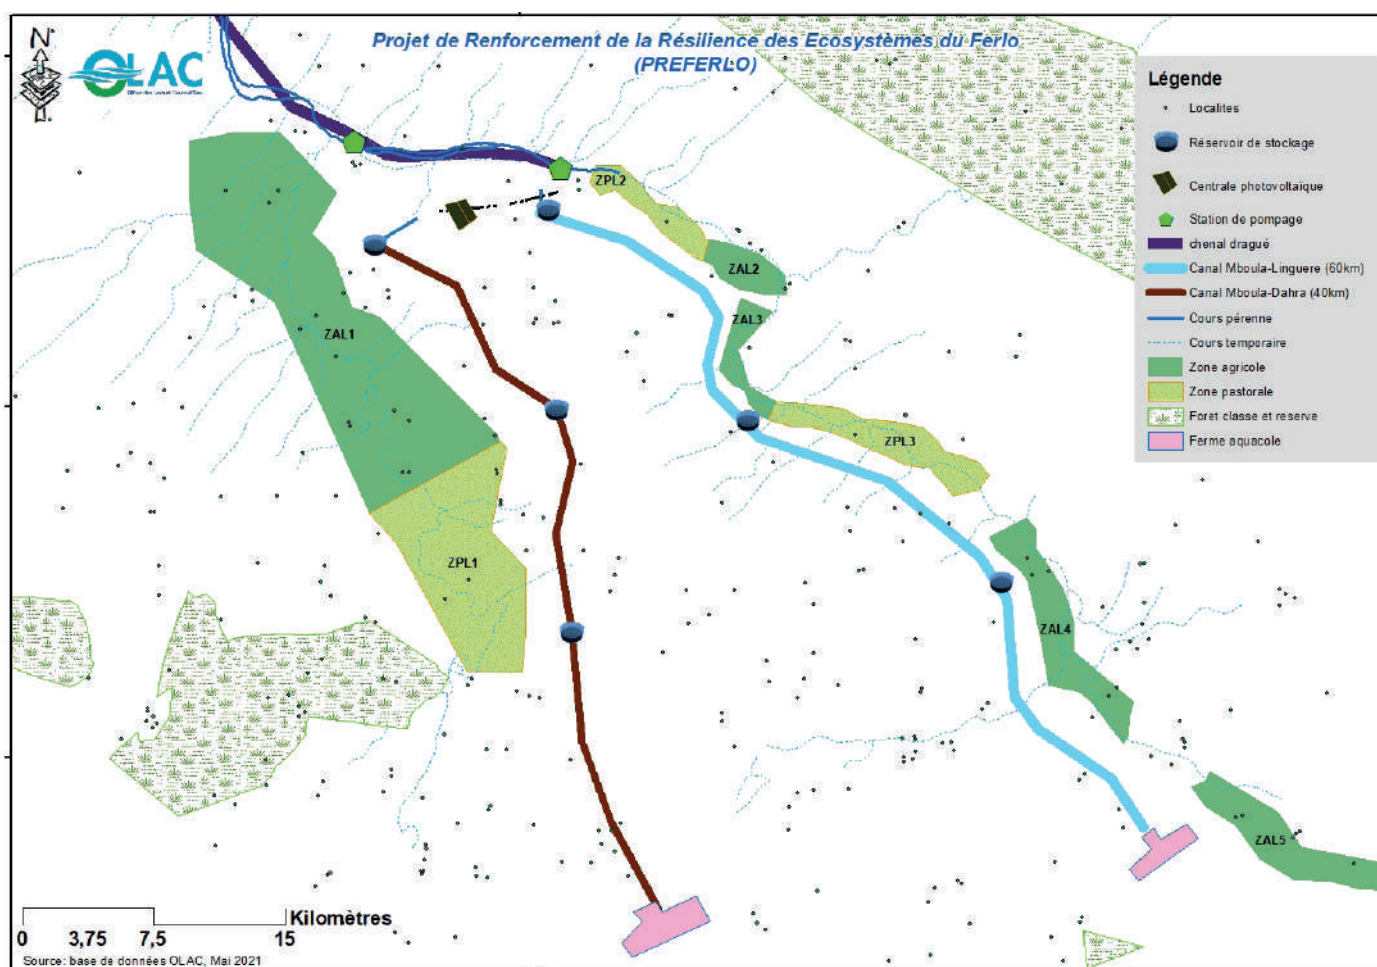 Projet de Renforcement de la Résilience des Ecosystèmes du Ferlo
(PREFERLO)
N
OLAC
Légende
Localites
Réservoir de stockage
Centrale photovoltaïque
Station de pompage
chenal dragué
Canal Mboula-Linguere (60km)
Canal Mboula-Dahra (40km)
Cours pérenne
Cours temporaire
Zone agricole
Zone pastorale
Foret classe et reserve
Ferme aquacole
ZPL2
ZAL2
ZAL3
ZAL1
ZPL3
ZPL1
ZAL4
ZAL5
Kilomètres
0 3,75 7,5 15
Source: base de données OLAC, Mai 2021